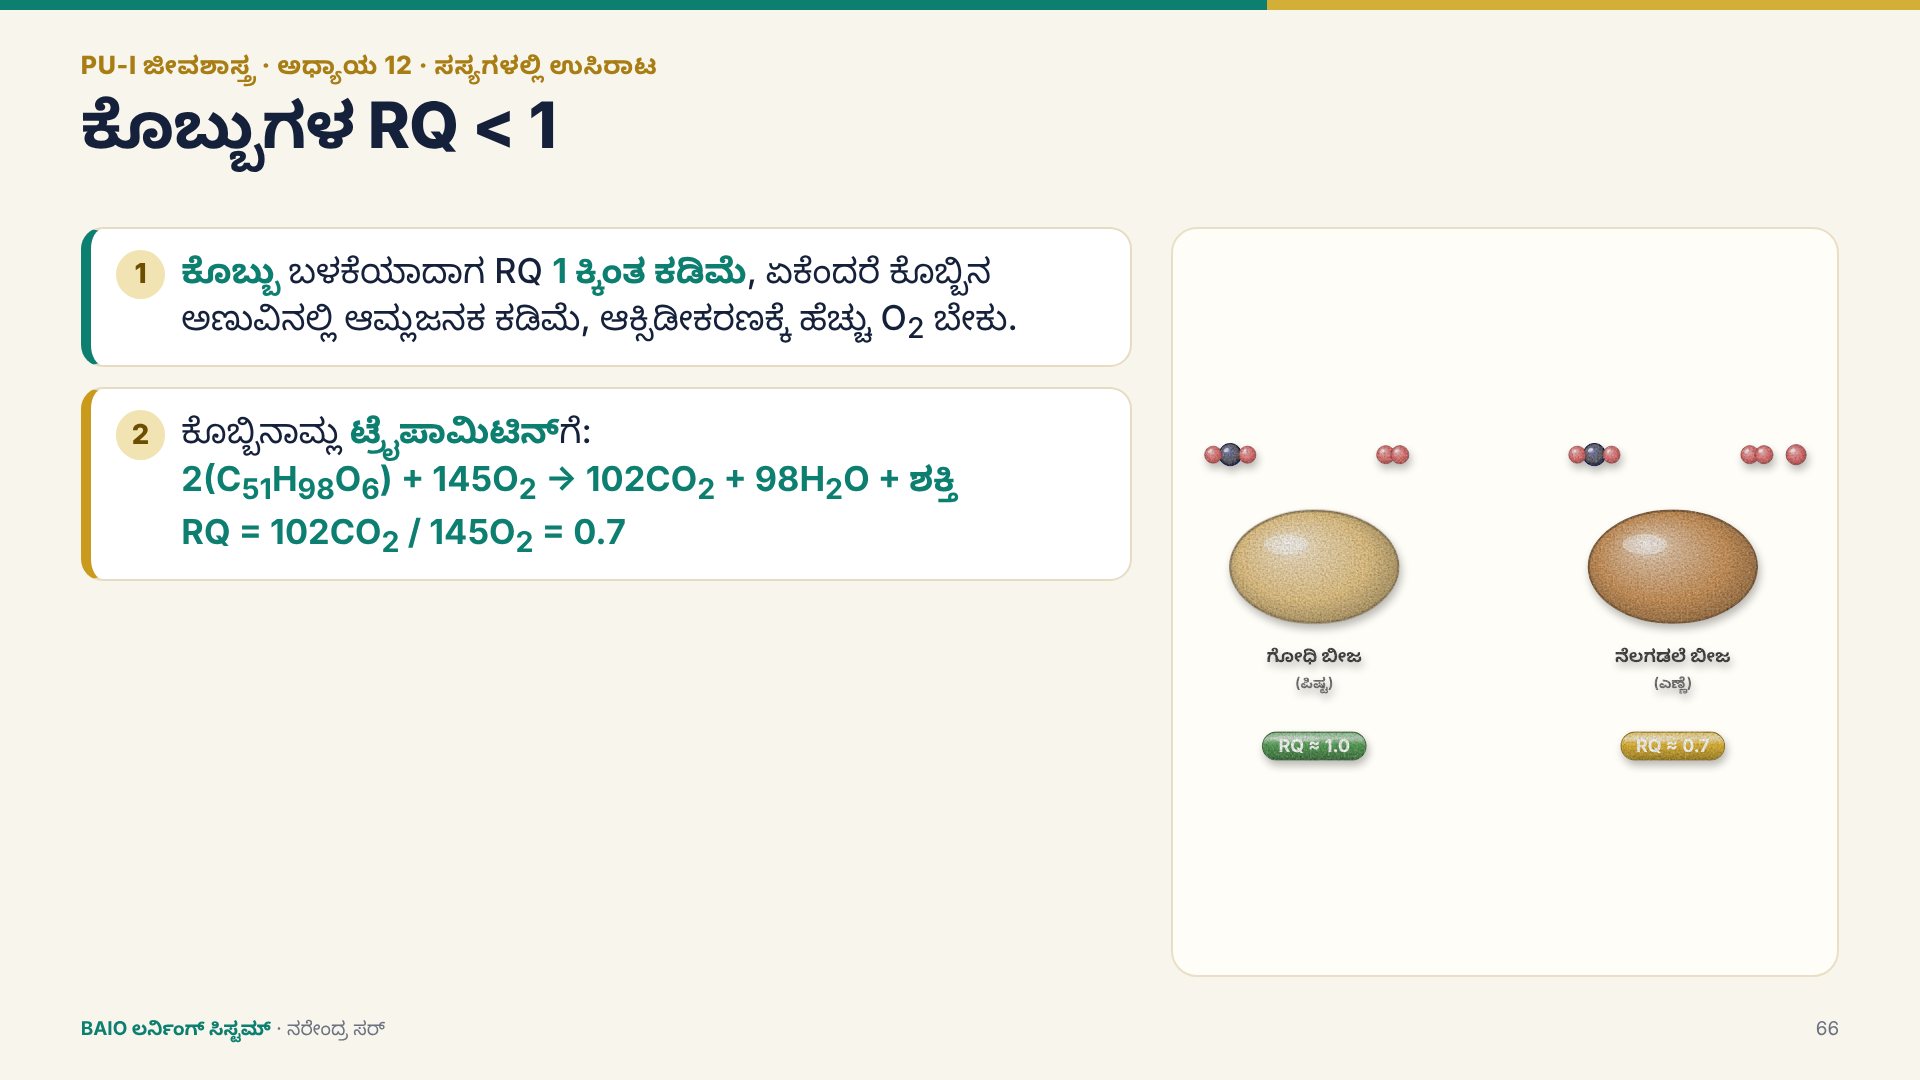 PU-I ಜೀವಶಾಸ್ತ್ರ · ಅಧ್ಯಾಯ 12 · ಸಸ್ಯಗಳಲ್ಲಿ ಉಸಿರಾಟ
ಕೊಬ್ಬುಗಳ RQ < 1
1 ಕೊಬ್ಬು ಬಳಕೆಯಾದಾಗ RQ 1 ಕ್ಕಿಂತ ಕಡಿಮೆ, ಏಕೆಂದರೆ ಕೊಬ್ಬಿನ
ಅಣುವಿನಲ್ಲಿ ಆಮ್ಲಜನಕ ಕಡಿಮೆ, ಆಕ್ಸಿಡೀಕರಣಕ್ಕೆ ಹೆಚ್ಚು O₂ ಬೇಕು.
2 ಕೊಬ್ಬಿನಾಮ್ಲ ಟ್ರೈಪಾಮಿಟಿನ್‌ಗೆ:
2(C₅₁H₉₈O₆) + 145O₂ → 102CO₂ + 98H₂O + ಶಕ್ತಿ
RQ = 102CO₂ / 145O₂ = 0.7
ಗೋಧಿ ಬೀಜ
(ಪಿಷ್ಟ)
RQ ≈ 1.0
ನೆಲಗಡಲೆ ಬೀಜ
(ಎಣ್ಣೆ)
RQ ≈ 0.7
BAIO ಲರ್ನಿಂಗ್ ಸಿಸ್ಟಮ್ · ನರೇಂದ್ರ ಸರ್
66